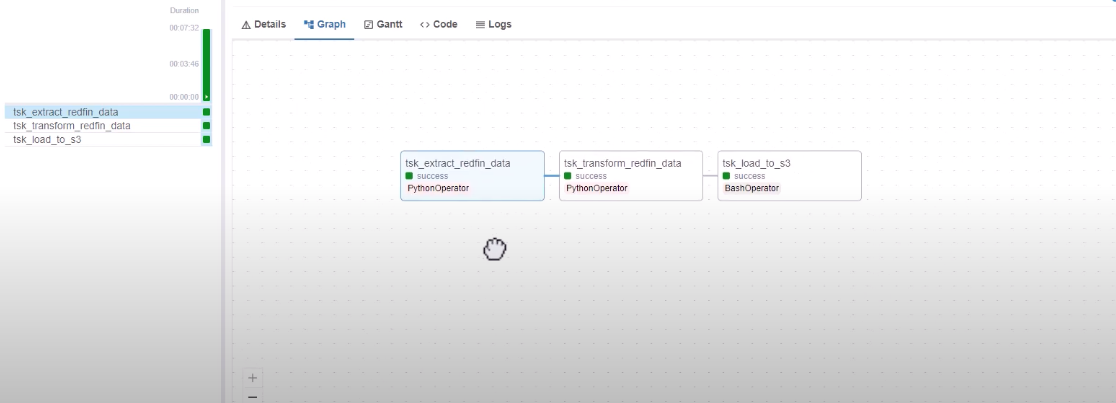 Duration
00:07:32
00:03:46
00:00:00
tsk_extract_redfin_data
tsk_transform_redfin_data
tsk_load_to_s3
Details Graph Gantt <> Code Logs
tsk_extract_redfin_data
success
PythonOperator
tsk_transform_redfin_data
success
PythonOperator
tsk_load_to_s3
success
BashOperator